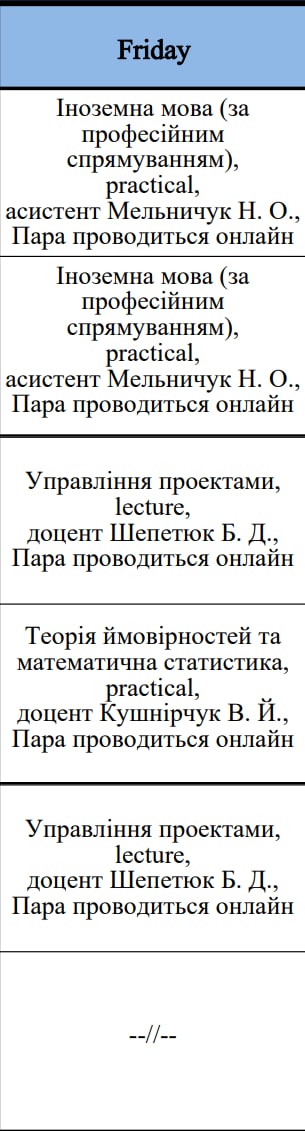 Friday
Іноземна мова (за
професійним
спрямуванням),
practical,
асистент Мельничук Н. О.,
Пара проводиться онлайн
Іноземна мова (за
професійним
спрямуванням),
practical,
асистент Мельничук Н. О.,
Пара проводиться онлайн
Управління проектами,
lecture,
доцент Шепетюк Б. Д.,
Пара проводиться онлайн
Теорія ймовірностей та
математична статистика,
practical,
доцент Кушнірчук В. Й.,
Пара проводиться онлайн
Управління проектами,
lecture,
доцент Шепетюк Б. Д.,
Пара проводиться онлайн
--//--